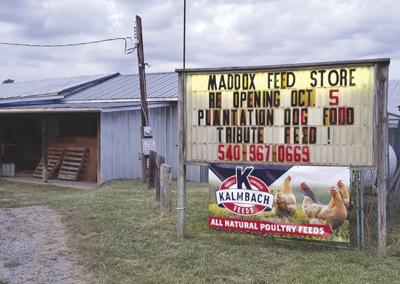 MADDOX FEED STORE
RE OPENING OCT 5
PLANTATION DOG FOOD
TRIBUTE FEED !
540-967-0669
K
KALMBACH
FEEDS
ALL NATURAL POULTRY FEEDS